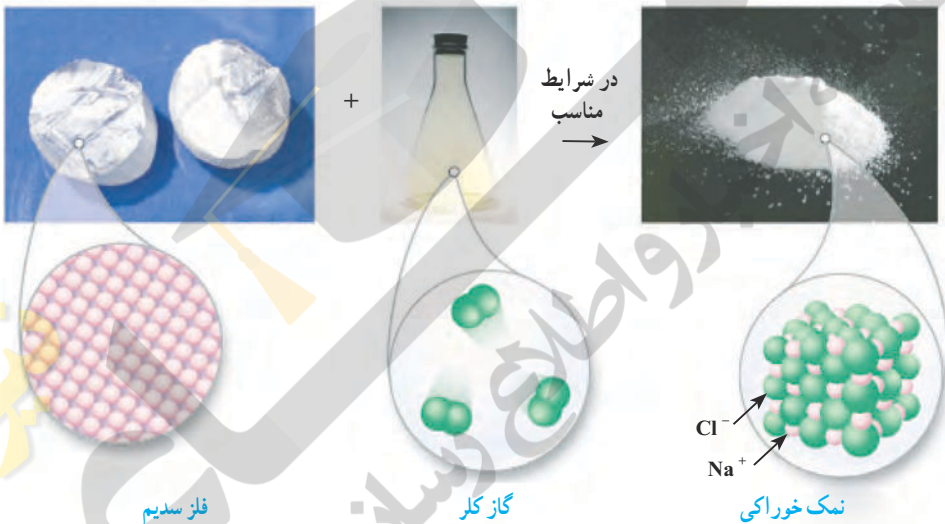 +
در شرایط
مناسب
→
Cl⁻
Na⁺
فلز سدیم
گاز کلر
نمک خوراکی